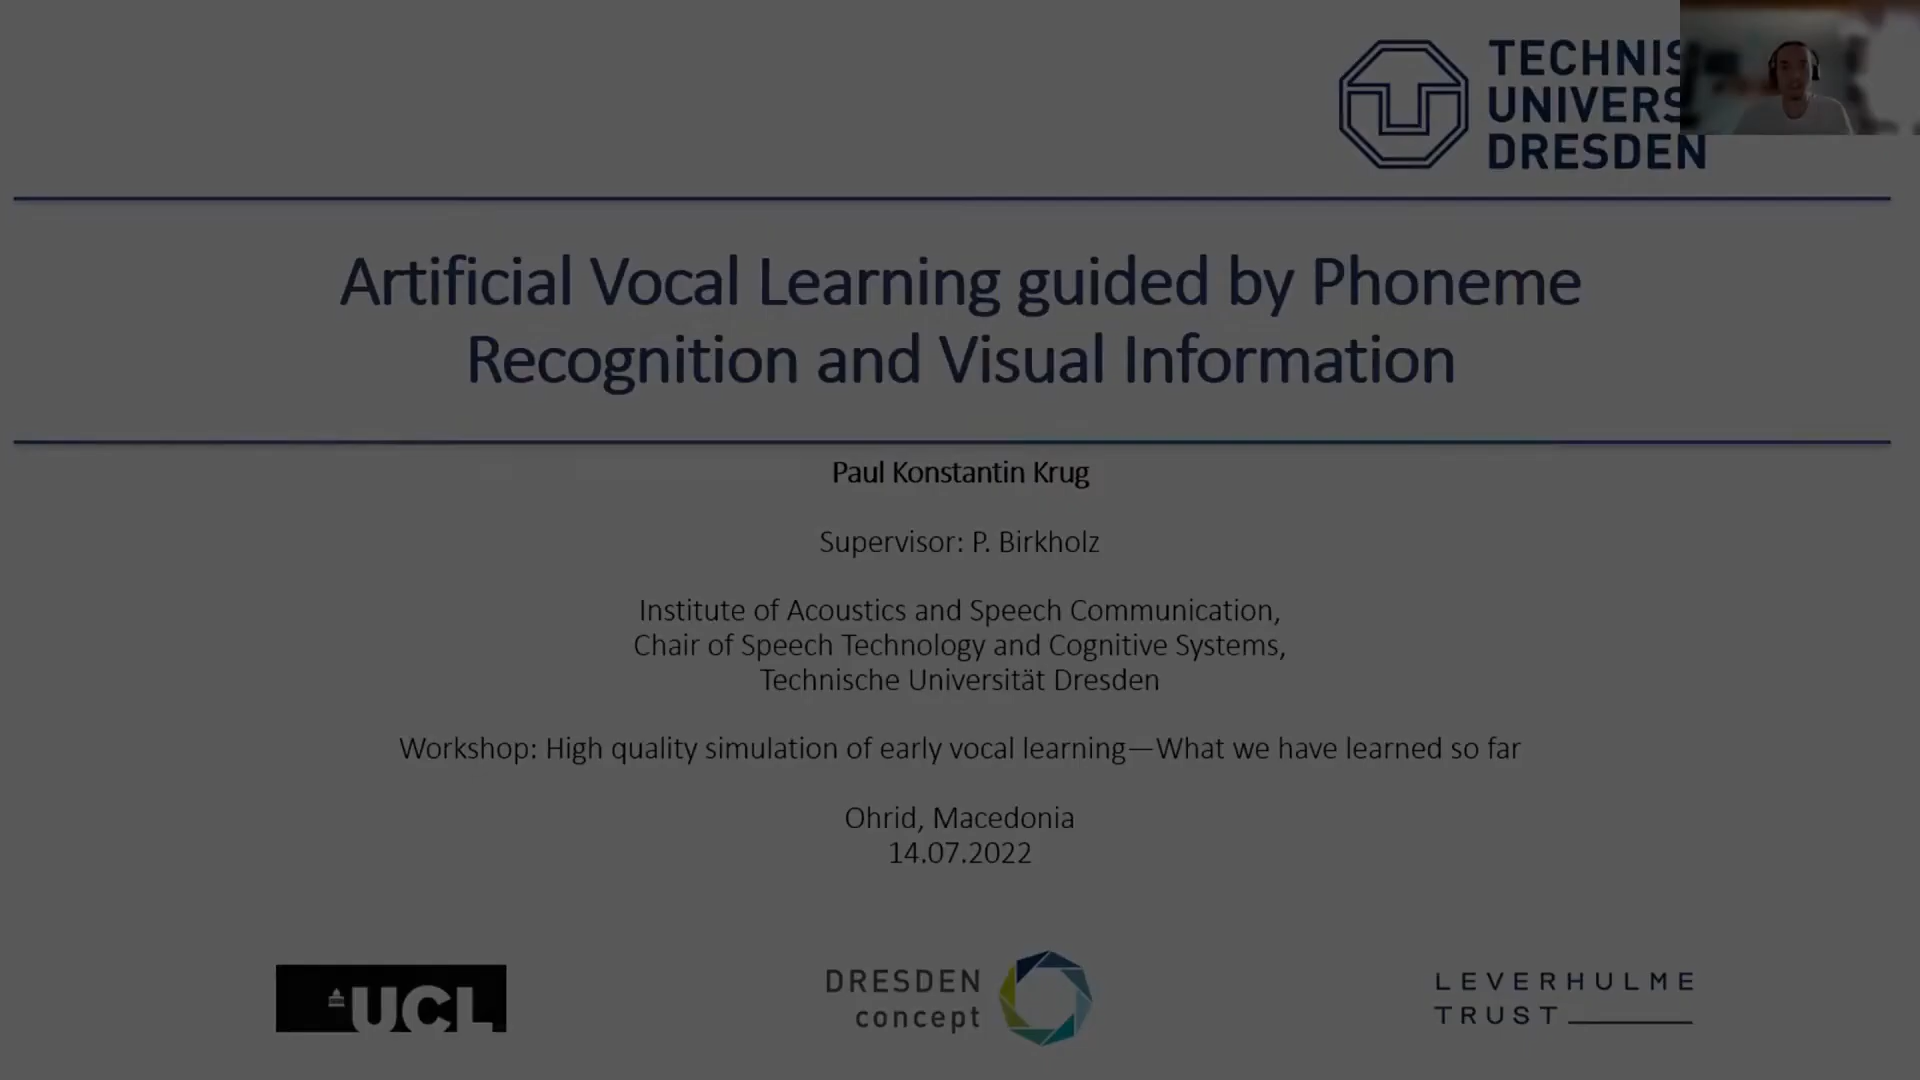 TECHNIS
UNIVERS
DRESDEN
Artificial Vocal Learning guided by Phoneme
Recognition and Visual Information
Paul Konstantin Krug
Supervisor: P. Birkholz
Institute of Acoustics and Speech Communication,
Chair of Speech Technology and Cognitive Systems,
Technische Universität Dresden
Workshop: High quality simulation of early vocal learning—What we have learned so far
Ohrid, Macedonia
14.07.2022
UCL
DRESDEN
concept
LEVERHULME
TRUST